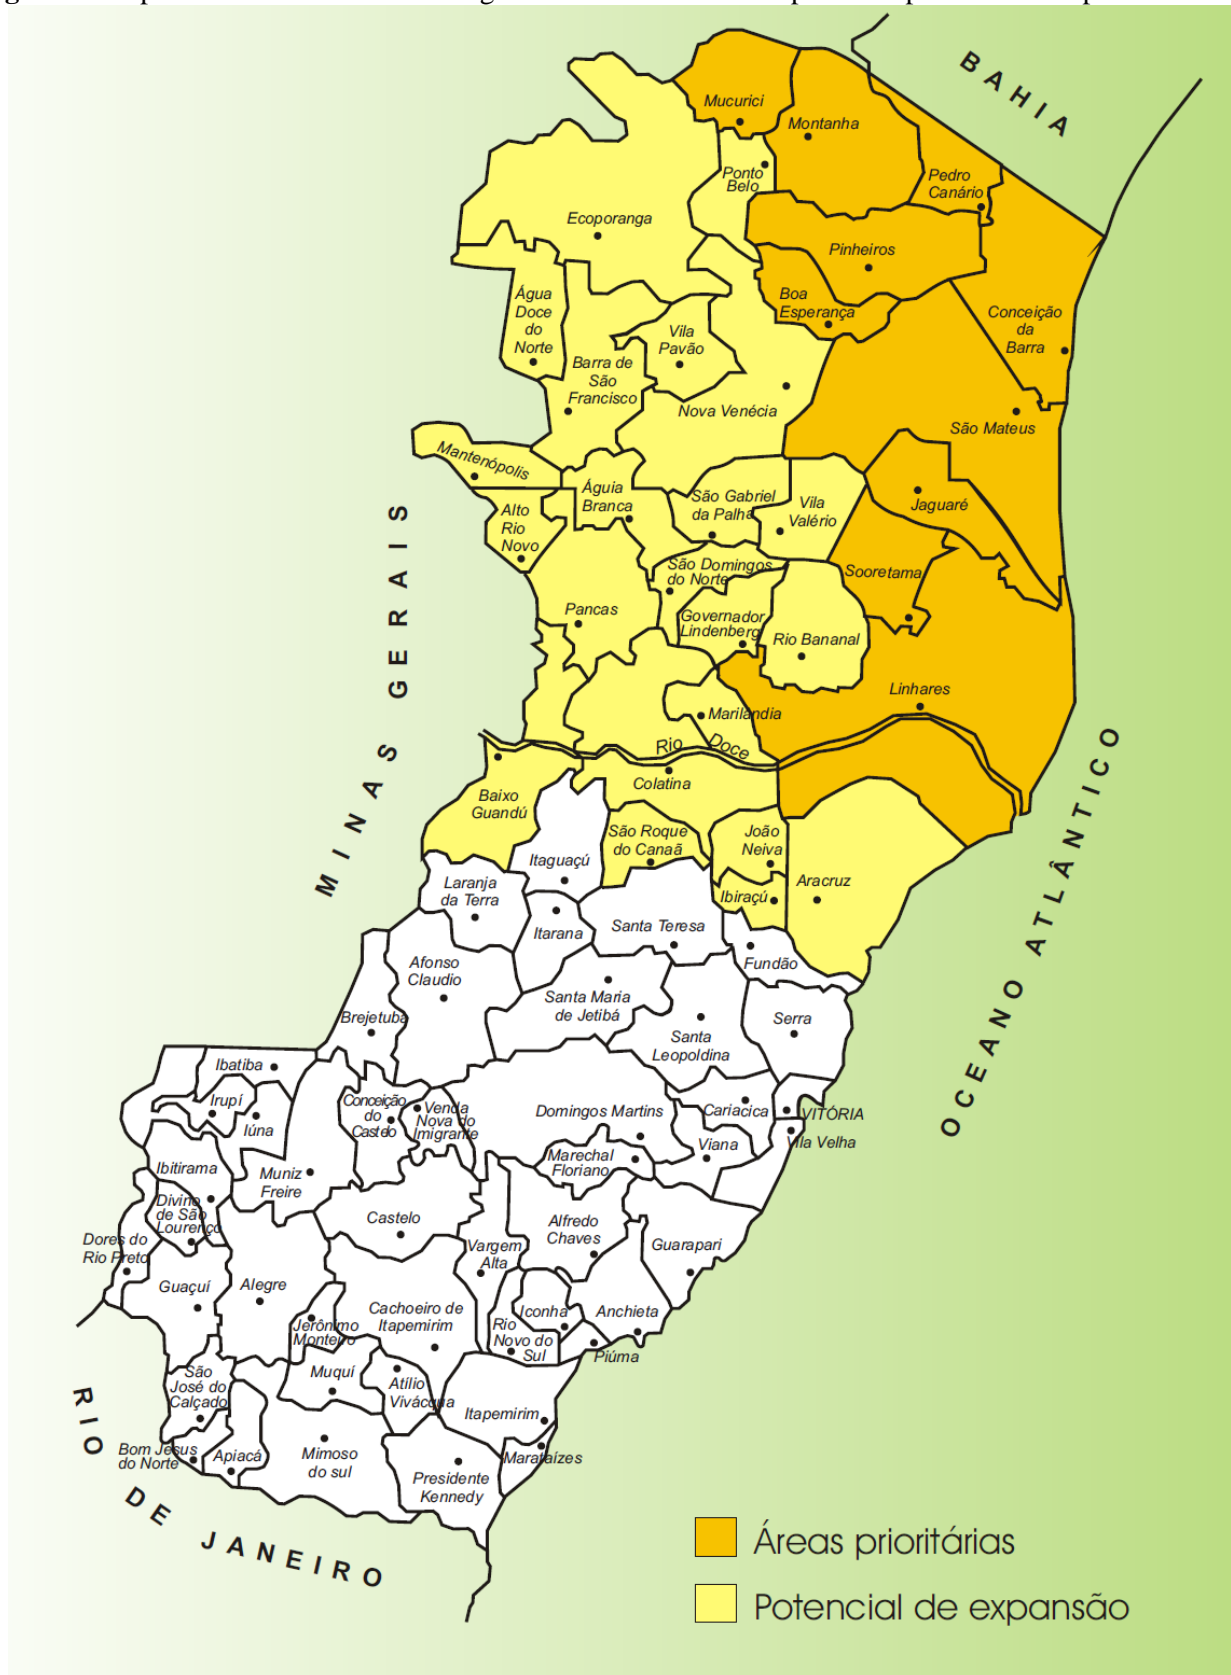 BAHIA
Mucurici
Montanha
Ponto
Belo
Pedro
Canário
Ecoporanga
Pinheiros
Água
Doce
do
Norte
Boa
Esperança
Conceição
da
Barra
Vila
Pavão
Barra de
São
Francisco
Nova Venécia
São Mateus
Mantenópolis
Águia
Branca
São Gabriel
da Palha
Vila
Valério
Jaguaré
Alto
Rio
Novo
São Domingos
do Norte
Sooretama
Pancas
Governador
Lindenberg
Rio Bananal
Linhares
Marilândia
Rio Doce
MINAS GERAIS
Colatina
Baixo
Guandú
São Roque
do Canaã
João
Neiva
Itaguaçú
Laranja
da Terra
Ibiraçú
Aracruz
Itarana
Santa Teresa
Fundão
Afonso
Claudio
Santa Maria
de Jetibá
Brejetuba
Santa
Leopoldina
Serra
OCEANO ATLÂNTICO
Ibatiba
Irupí
Iúna
Conceição
do
Castelo
Venda
Nova do
Imigrante
Domingos Martins
Cariacica
VITÓRIA
Viana
Vila Velha
Marechal
Floriano
Ibitirama
Muniz
Freire
Divino
de São
Lourenço
Castelo
Alfredo
Chaves
Guarapari
Dores do
Rio Preto
Vargem
Alta
Guaçuí
Alegre
Jerônimo
Monteiro
Cachoeiro de
Itapemirim
Iconha
Anchieta
Rio
Novo do
Sul
Piúma
São
José do
Calçado
Muquí
Atílio
Vivácqua
Itapemirim
Bom Jesus
do Norte
Apiacá
Mimoso
do sul
Marataízes
Presidente
Kennedy
RIO DE JANEIRO
Áreas prioritárias
Potencial de expansão